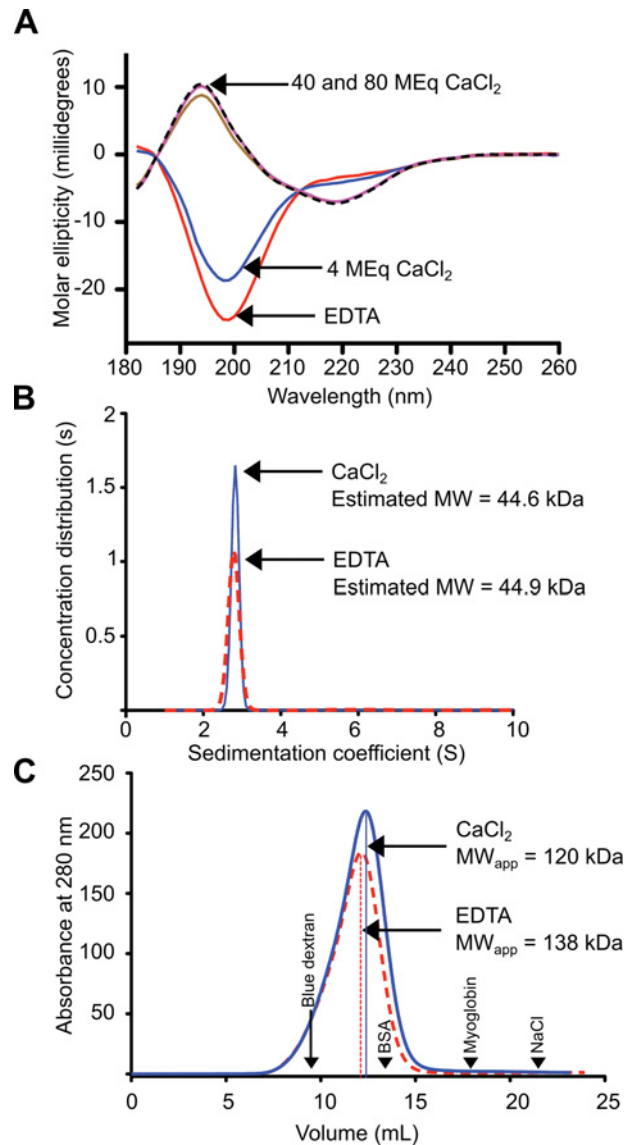 A
Molar ellipticity (millidegrees)
10
0
-10
-20
40 and 80 MEq CaCl₂
4 MEq CaCl₂
EDTA
180 190 200 210 220 230 240 250 260
Wavelength (nm)
B
Concentration distribution (s)
2
1.5
1
0.5
CaCl₂
Estimated MW = 44.6 kDa
EDTA
Estimated MW = 44.9 kDa
0 2 4 6 8 10
Sedimentation coefficient (S)
C
Absorbance at 280 nm
250
200
150
100
50
CaCl₂
MWapp = 120 kDa
EDTA
MWapp = 138 kDa
Blue dextran
BSA
Myoglobin
NaCl
0 5 10 15 20 25
Volume (mL)